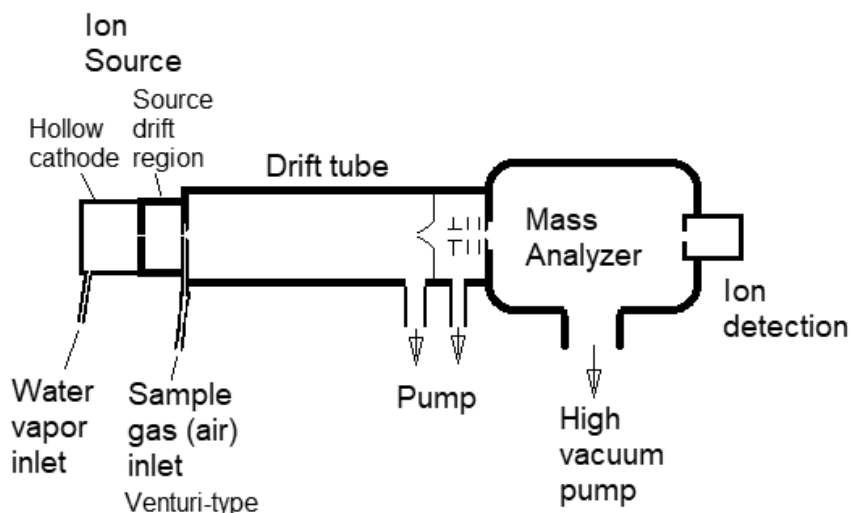 Ion
Source
Hollow
cathode
Source
drift
region
Drift tube
Mass
Analyzer
Ion
detection
Water
vapor
inlet
Sample
gas (air)
inlet
Venturi-type
Pump
High
vacuum
pump